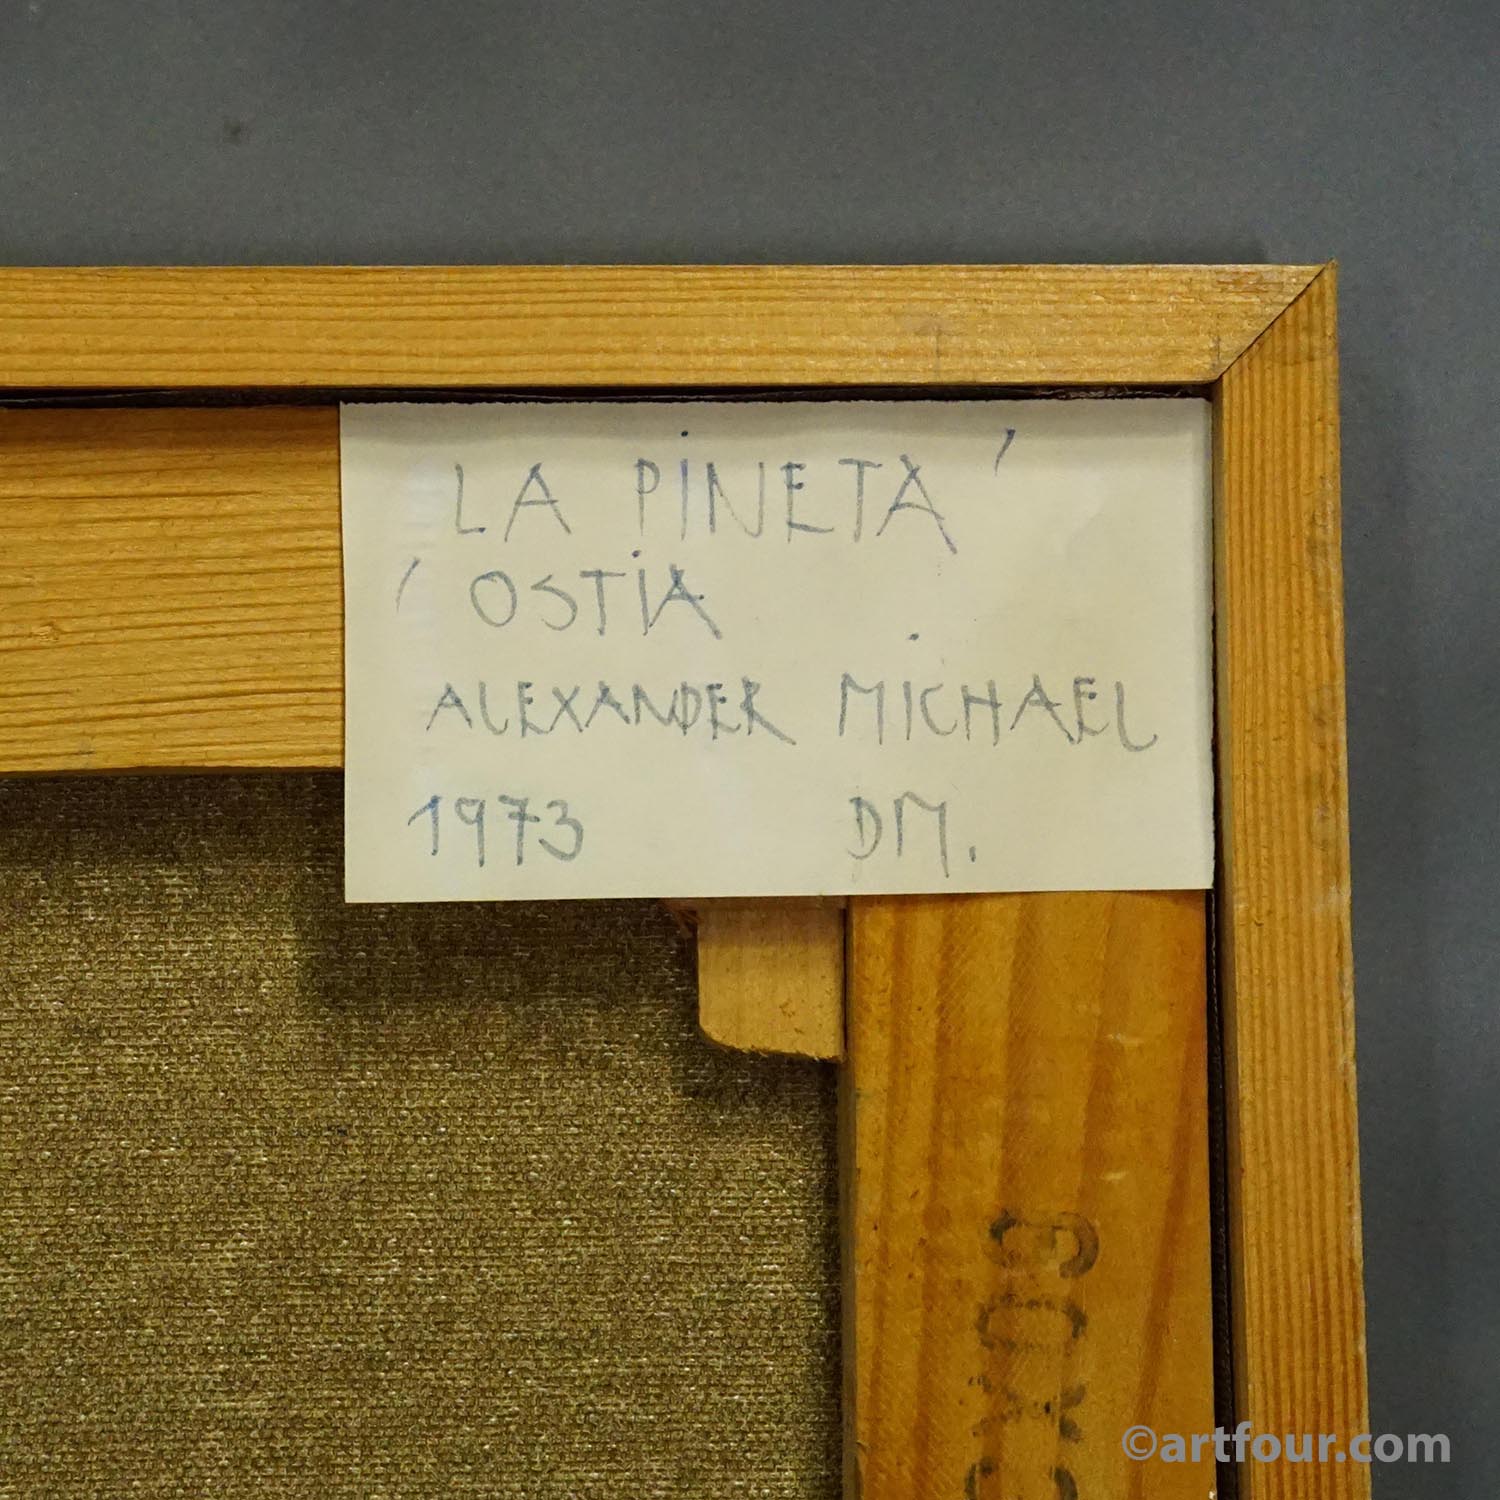 LA PINETA'
'OSTIA
ALEXANDER MICHAEL
1973 DM.
©artfour.com